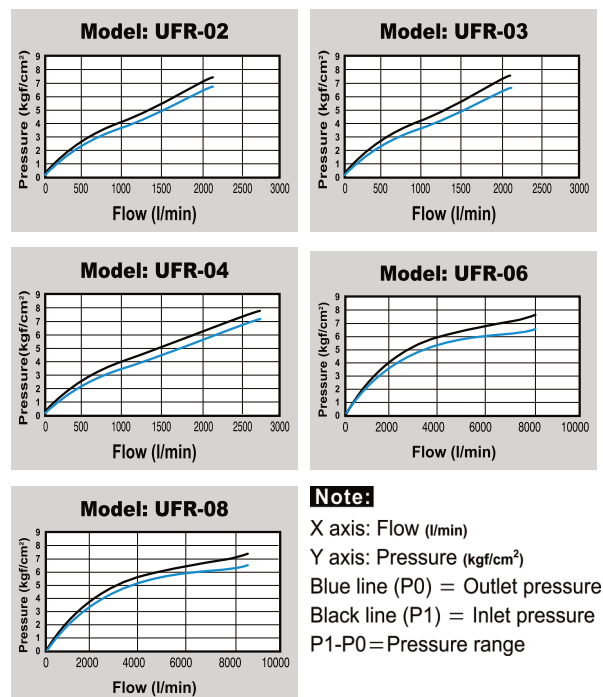 Model: UFR-02
Pressure (kgf/cm²)
9
8
7
6
5
4
3
2
1
0
0 500 1000 1500 2000 2500 3000
Flow (l/min)
Model: UFR-03
Pressure (kgf/cm²)
9
8
7
6
5
4
3
2
1
0
0 500 1000 1500 2000 2500 3000
Flow (l/min)
Model: UFR-04
Pressure(kgf/cm²)
9
8
7
6
5
4
3
2
1
0
0 500 1000 1500 2000 2500 3000
Flow (l/min)
Model: UFR-06
Pressure (kgf/cm²)
9
8
7
6
5
4
3
2
1
0
0 2000 4000 6000 8000 10000
Flow (l/min)
Model: UFR-08
Pressure (kgf/cm²)
9
8
7
6
5
4
3
2
1
0
0 2000 4000 6000 8000 10000
Flow (l/min)
Note:
X axis: Flow (l/min)
Y axis: Pressure (kgf/cm²)
Blue line (P0) = Outlet pressure
Black line (P1) = Inlet pressure
P1-P0=Pressure range